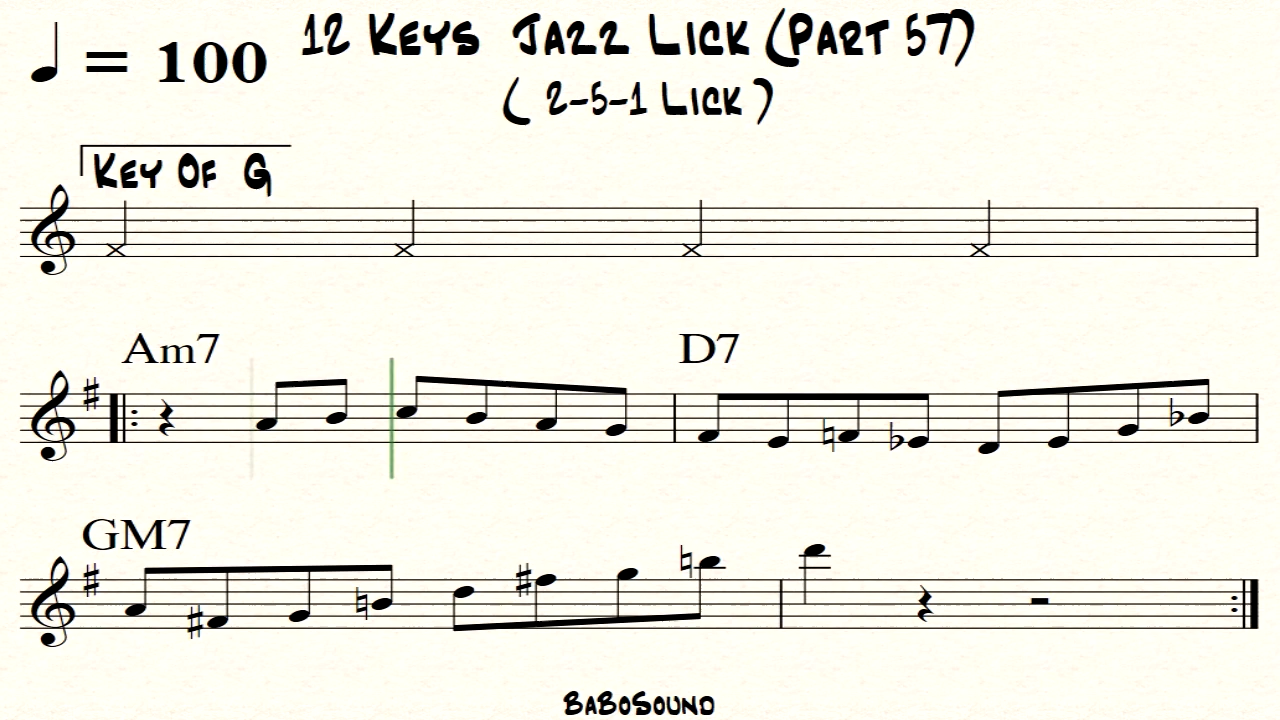 ♩ = 100
12 Keys Jazz Lick (Part 57)
( 2-5-1 Lick )
Key Of G
Am7 D7
GM7
BaBoSound